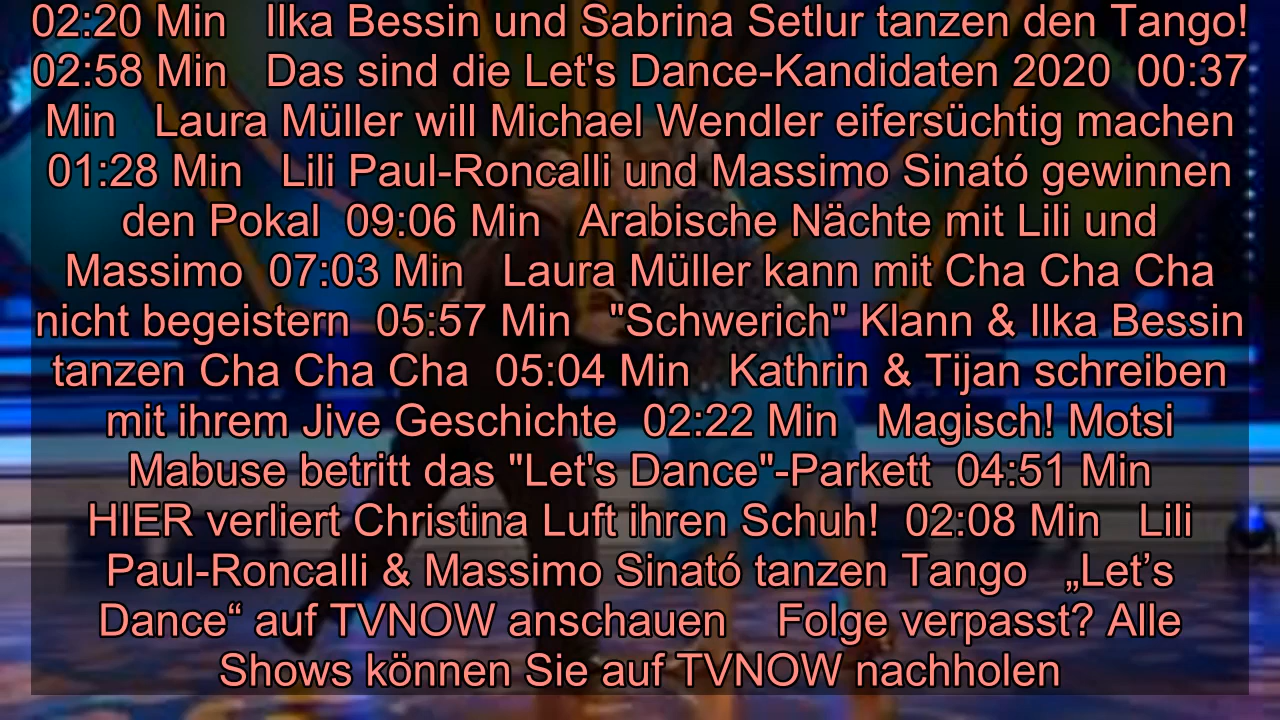 02:20 Min   Ilka Bessin und Sabrina Setlur tanzen den Tango!
02:58 Min   Das sind die Let's Dance-Kandidaten 2020  00:37
Min   Laura Müller will Michael Wendler eifersüchtig machen
01:28 Min   Lili Paul-Roncalli und Massimo Sinató gewinnen
den Pokal  09:06 Min   Arabische Nächte mit Lili und
Massimo  07:03 Min   Laura Müller kann mit Cha Cha Cha
nicht begeistern  05:57 Min   "Schwerich" Klann & Ilka Bessin
tanzen Cha Cha Cha  05:04 Min   Kathrin & Tijan schreiben
mit ihrem Jive Geschichte  02:22 Min   Magisch! Motsi
Mabuse betritt das "Let's Dance"-Parkett  04:51 Min
HIER verliert Christina Luft ihren Schuh!  02:08 Min   Lili
Paul-Roncalli & Massimo Sinató tanzen Tango   „Let’s
Dance“ auf TVNOW anschauen    Folge verpasst? Alle
Shows können Sie auf TVNOW nachholen